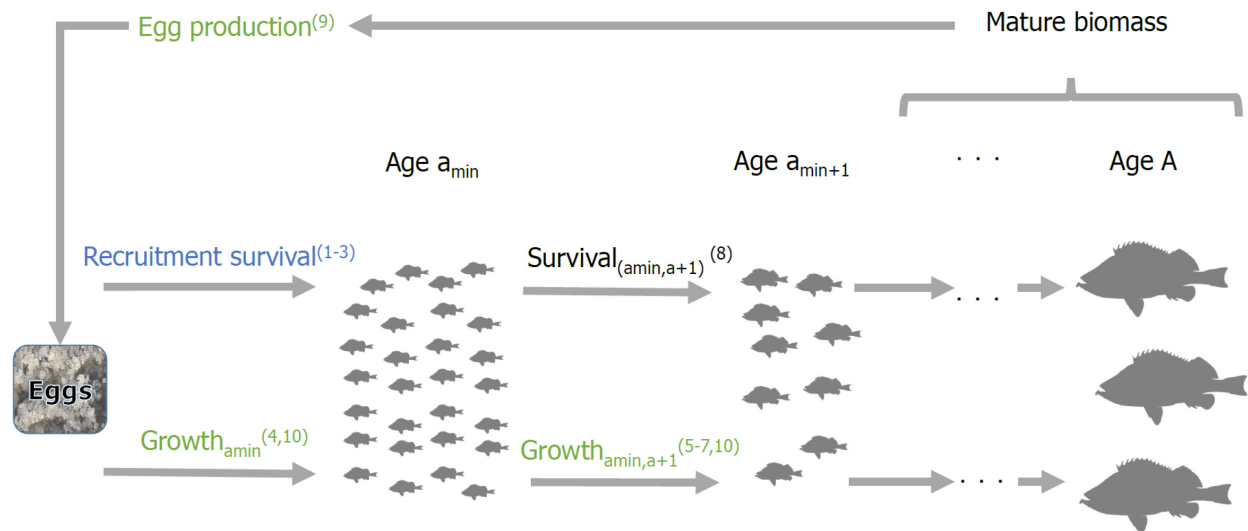 Egg production(9)
Mature biomass
Age amin
Age amin+1
. . .
Age A
Recruitment survival(1-3)
Survival(amin,a+1) (8)
. . .
Eggs
Growthamin(4,10)
Growthamin,a+1(5-7,10)
. . .